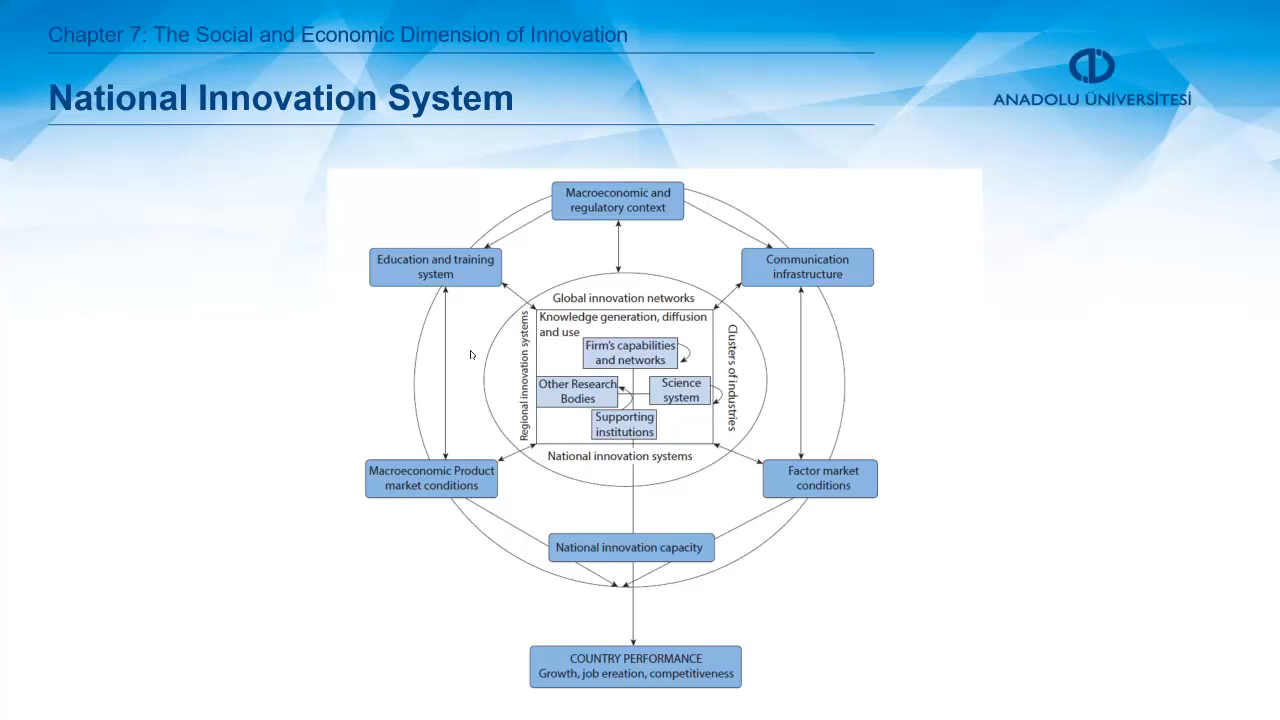 Chapter 7: The Social and Economic Dimension of Innovation
National Innovation System
ANADOLU ÜNİVERSİTESİ
Macroeconomic and
regulatory context
Education and training
system
Communication
infrastructure
Global innovation networks
Knowledge generation, diffusion
and use
Regional innovation systems
Clusters of industries
Firm's capabilities
and networks
Other Research
Bodies
Science
system
Supporting
institutions
National innovation systems
Macroeconomic Product
market conditions
Factor market
conditions
National innovation capacity
COUNTRY PERFORMANCE
Growth, job ereation, competitiveness